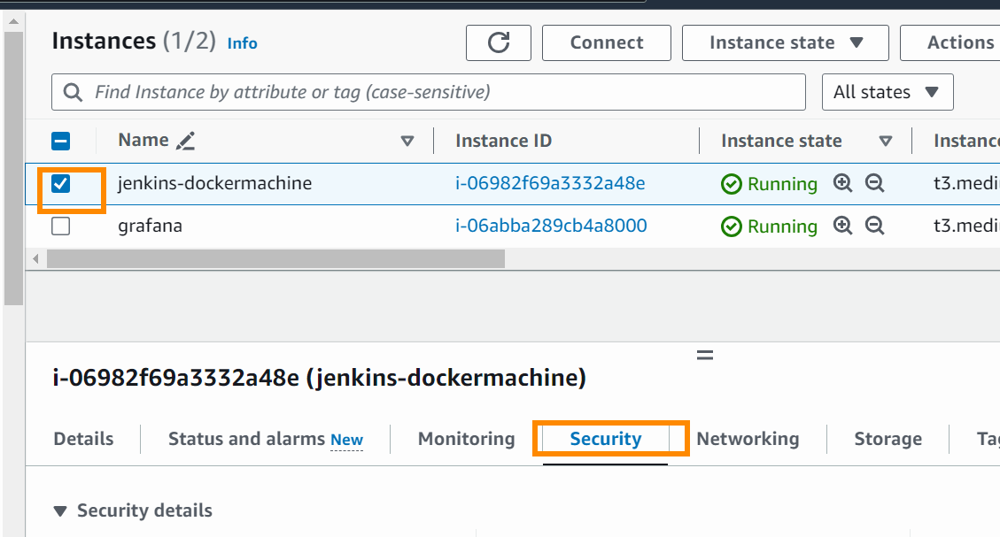 Instances (1/2) Info
Connect
Instance state
Actions
Find Instance by attribute or tag (case-sensitive)
All states
Name
Instance ID
Instance state
Instanc
jenkins-dockermachine
i-06982f69a3332a48e
Running
t3.medi
grafana
i-06abba289cb4a8000
Running
t3.medi
i-06982f69a3332a48e (jenkins-dockermachine)
Details
Status and alarms New
Monitoring
Security
Networking
Storage
Tag
Security details